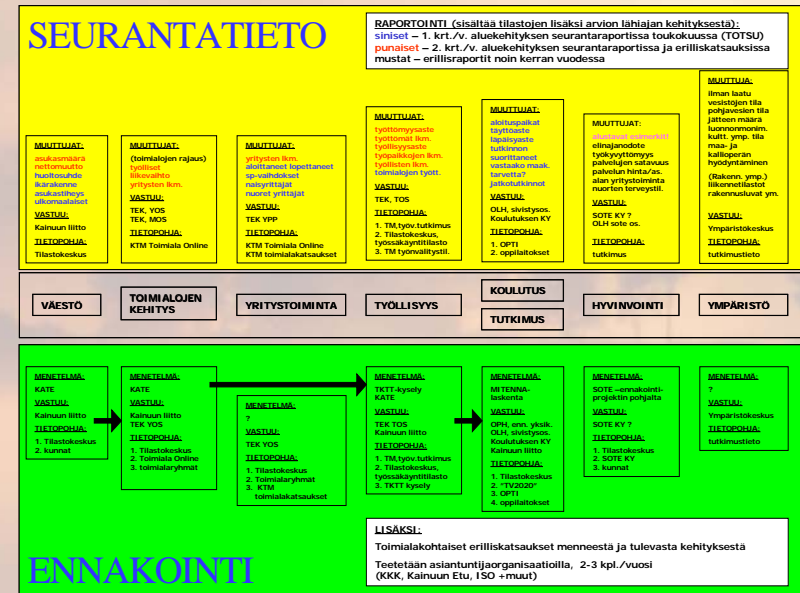 SEURANTATIETO
RAPORTOINTI (sisältää tilastojen lisäksi arvion lähiajan kehityksestä):
siniset – 1. krt./v. aluekehityksen seurantaraportissa toukokuussa (TOTSU)
punaiset – 2. krt./v. aluekehityksen seurantaraportissa ja erilliskatsauksissa
mustat – erillisraportit noin kerran vuodessa
MUUTTUJAT:
asukasmäärä
nettomuutto
huoltosuhde
ikärakenne
asukastiheys
ulkomaalaiset
VASTUU:
Kainuun liitto
TIETOPOHJA:
Tilastokeskus
MUUTTUJAT:
(toimialojen rajaus)
työlliset
liikevaihto
yritysten lkm.
VASTUU:
TEK, YOS
TEK, MOS
TIETOPOHJA:
KTM Toimiala Online
MUUTTUJAT:
yritysten lkm.
aloittaneet lopettaneet
sp-vaihdokset
naisyrittäjät
nuoret yrittäjät
VASTUU:
TEK YPP
TIETOPOHJA:
KTM Toimiala Online
KTM toimialakatsaukset
MUUTTUJAT:
työttömyysaste
työttömät lkm.
työllisyysaste
työpaikkojen lkm.
työllisten lkm.
toimialojen tyött.
VASTUU:
TEK, TOS
TIETOPOHJA:
1. TM,työv.tutkimus
2. Tilastokeskus,
työssäkäyntitilasto
3. TM työnvälitystil.
MUUTTUJAT:
aloituspaikat
täyttöaste
läpäisyaste
tutkinnon
suorittaneet
vastaako maak.
tarvetta?
jatkotutkinnot
VASTUU:
OLH, sivistysos.
Koulutuksen KY
TIETOPOHJA:
1. OPTI
2. oppilaitokset
MUUTTUJAT:
alustavat esimerkit!
elinajanodote
työkyvyttömyys
palvelujen satavuus
palvelun hinta/as.
alan yritystoiminta
nuorten terveystil.
VASTUU:
SOTE KY ?
OLH sote os.
TIETOPOHJA:
tutkimus
MUUTTUJA:
ilman laatu
vesistöjen tila
pohjavesien tila
jätteen määrä
luonnonmonim.
kultt. ymp. tila
maa- ja
kallioperän
hyödyntäminen
(Rakenn. ymp.)
liikennetilastot
rakennusluvat ym.
VASTUU:
Ympäristökeskus
TIETOPOHJA:
tutkimustieto
VÄESTÖ
TOIMIALOJEN
KEHITYS
YRITYSTOIMINTA
TYÖLLISYYS
KOULUTUS
TUTKIMUS
HYVINVOINTI
YMPÄRISTÖ
MENETELMÄ:
KATE
VASTUU:
Kainuun liitto
TIETOPOHJA:
1. Tilastokeskus
2. kunnat
MENETELMÄ:
KATE
VASTUU:
Kainuun liitto
TEK YOS
TIETOPOHJA:
1. Tilastokeskus
2. Toimiala Online
3. toimialaryhmät
MENETELMÄ:
?
VASTUU:
TEK YOS
TIETOPOHJA:
1. Tilastokeskus
2. Toimialaryhmät
3. KTM
toimialakatsaukset
MENETELMÄ:
TKTT-kysely
KATE
VASTUU:
TEK TOS
Kainuun liitto
TIETOPOHJA:
1. TM,työv.tutkimus
2. Tilastokeskus,
työssäkäyntitilasto
3. TKTT kysely
MENETELMÄ:
MITENNA-
laskenta
VASTUU:
OPH, enn. yksik.
OLH, sivistysos.
Koulutuksen KY
Kainuun liitto
TIETOPOHJA:
1. Tilastokeskus
2. "TV2020"
3. OPTI
4. oppilaitokset
MENETELMÄ:
SOTE –ennakointi-
projektin pohjalta
VASTUU:
SOTE KY ?
TIETOPOHJA:
1. Tilastokeskus
2. SOTE KY
3. kunnat
MENETELMÄ:
?
VASTUU:
Ympäristökeskus
TIETOPOHJA:
tutkimustieto
ENNAKOINTI
LISÄKSI:
Toimialakohtaiset erilliskatsaukset menneestä ja tulevasta kehityksestä
Teetetään asiantuntijaorganisaatioilla, 2-3 kpl./vuosi
(KKK, Kainuun Etu, ISO +muut)